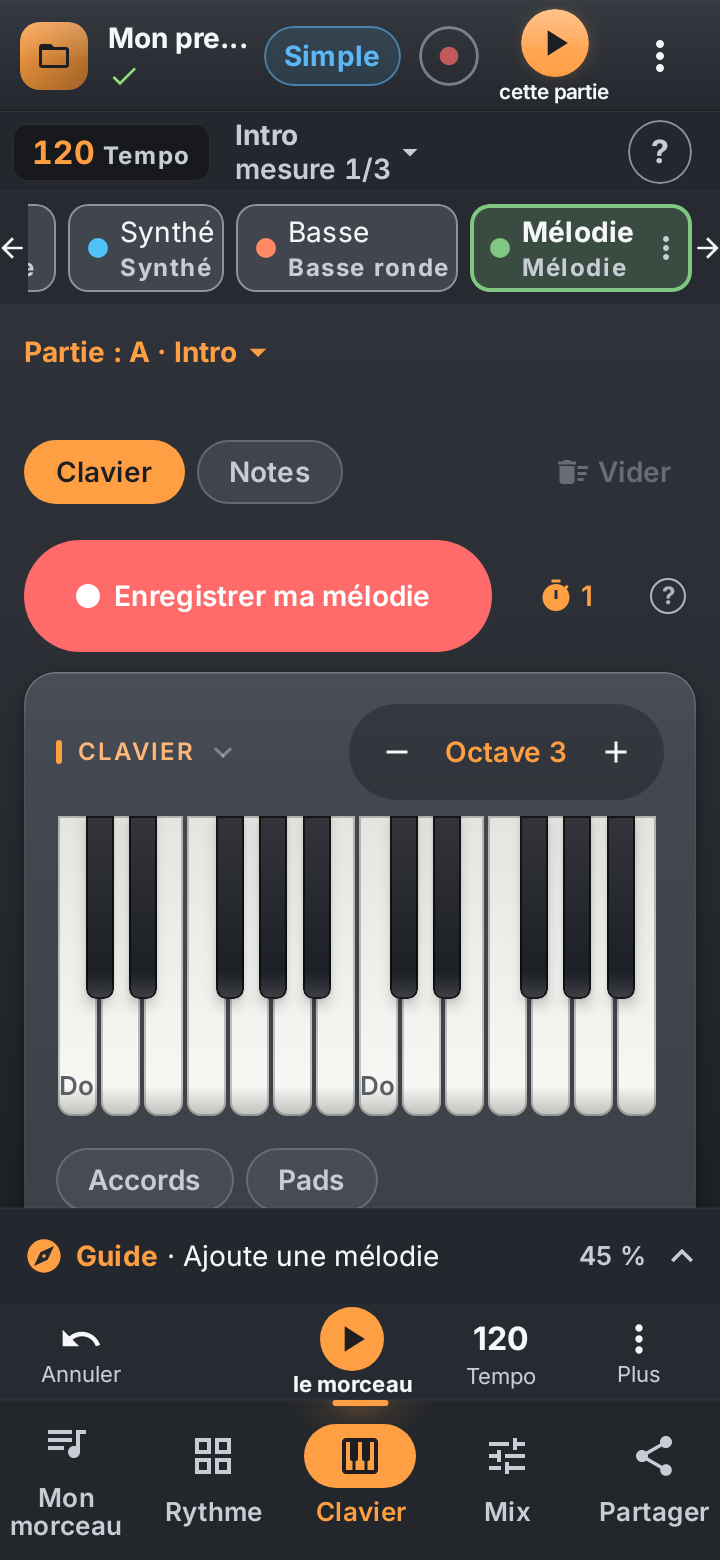 Mon pre...
Simple
cette partie
120 Tempo
Intro
mesure 1/3
?
Synthé
Synthé
Basse
Basse ronde
Mélodie
Mélodie
Partie : A · Intro
Clavier
Notes
Vider
Enregistrer ma mélodie
1
?
CLAVIER
Octave 3
Do
Do
Accords
Pads
Guide · Ajoute une mélodie
45 %
Annuler
le morceau
120
Tempo
Plus
Mon
morceau
Rythme
Clavier
Mix
Partager